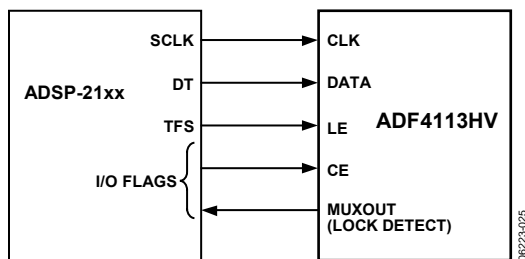 SCLK
CLK
ADSP-21xx
DT
DATA
ADF4113HV
TFS
LE
I/O FLAGS
CE
MUXOUT
(LOCK DETECT)
06223-025